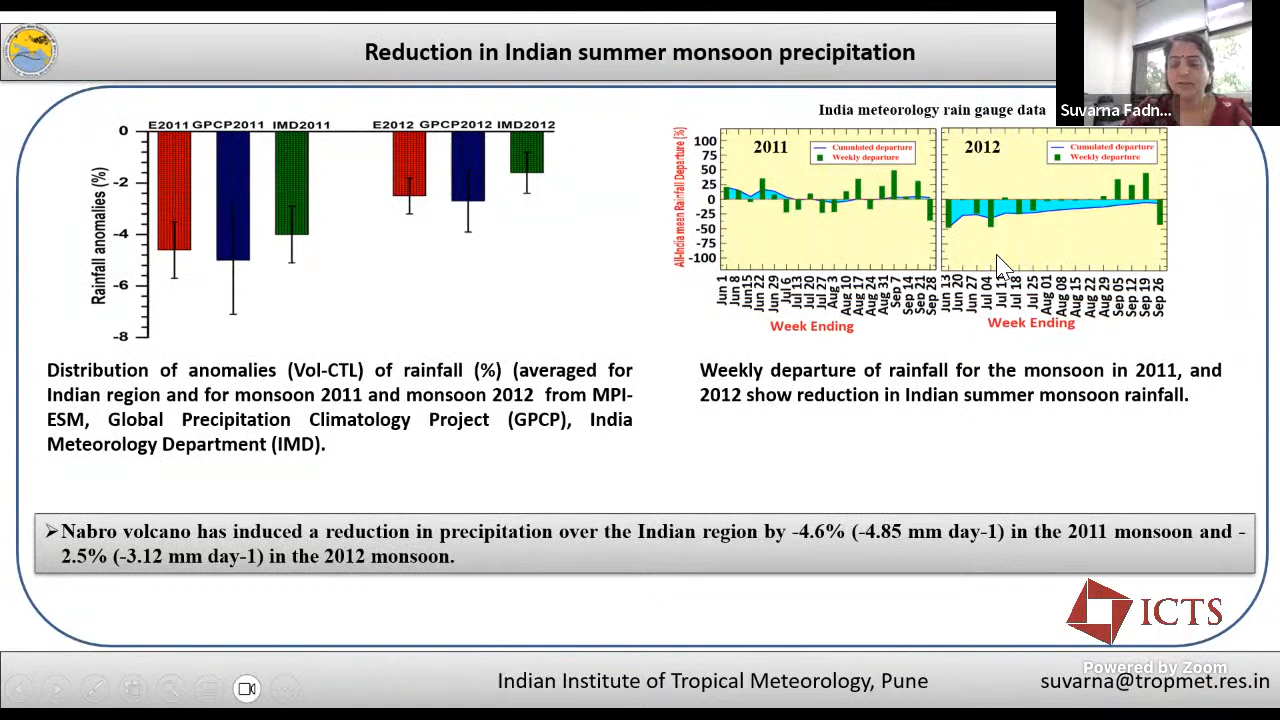 Reduction in Indian summer monsoon precipitation
Suvarna Fadn...
E2011 GPCP2011 IMD2011 E2012 GPCP2012 IMD2012
0
-2
-4
-6
-8
Rainfall anomalies (%)
India meteorology rain gauge data
All-India mean Rainfall Departure (%)
100
75
50
25
0
-25
-50
-75
-100
2011
Cumulated departure
Weekly departure
2012
Cumulated departure
Weekly departure
Jun 1 Jun 8 Jun15 Jun 22 Jun 29 Jul 6 Jul 13 Jul 20 Jul 27 Aug 3 Aug 10 Aug 17 Aug 24 Aug 31 Sep 7 Sep 14 Sep 21 Sep 28
Jun 13 Jun 20 Jun 27 Jul 04 Jul 18 Jul 25 Aug 01 Aug 08 Aug 15 Aug 22 Aug 29 Sep 05 Sep 12 Sep 19 Sep 26
Week Ending
Week Ending
Distribution of anomalies (Vol-CTL) of rainfall (%) (averaged for
Indian region and for monsoon 2011 and monsoon 2012 from MPI-
ESM, Global Precipitation Climatology Project (GPCP), India
Meteorology Department (IMD).
Weekly departure of rainfall for the monsoon in 2011, and
2012 show reduction in Indian summer monsoon rainfall.
➢Nabro volcano has induced a reduction in precipitation over the Indian region by -4.6% (-4.85 mm day-1) in the 2011 monsoon and -
2.5% (-3.12 mm day-1) in the 2012 monsoon.
ICTS
Powered by Zoom
Indian Institute of Tropical Meteorology, Pune
suvarna@tropmet.res.in